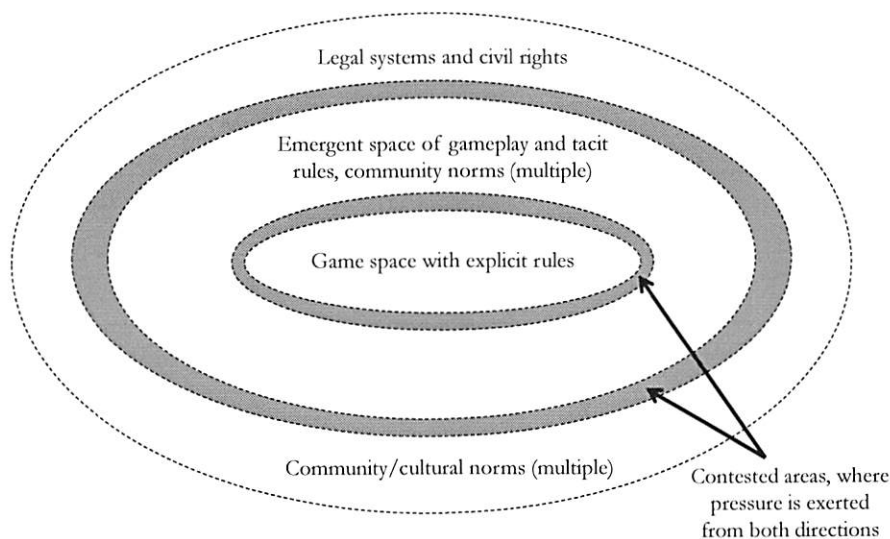 Legal systems and civil rights
Emergent space of gameplay and tacit
rules, community norms (multiple)
Game space with explicit rules
Community/cultural norms (multiple)
Contested areas, where
pressure is exerted
from both directions